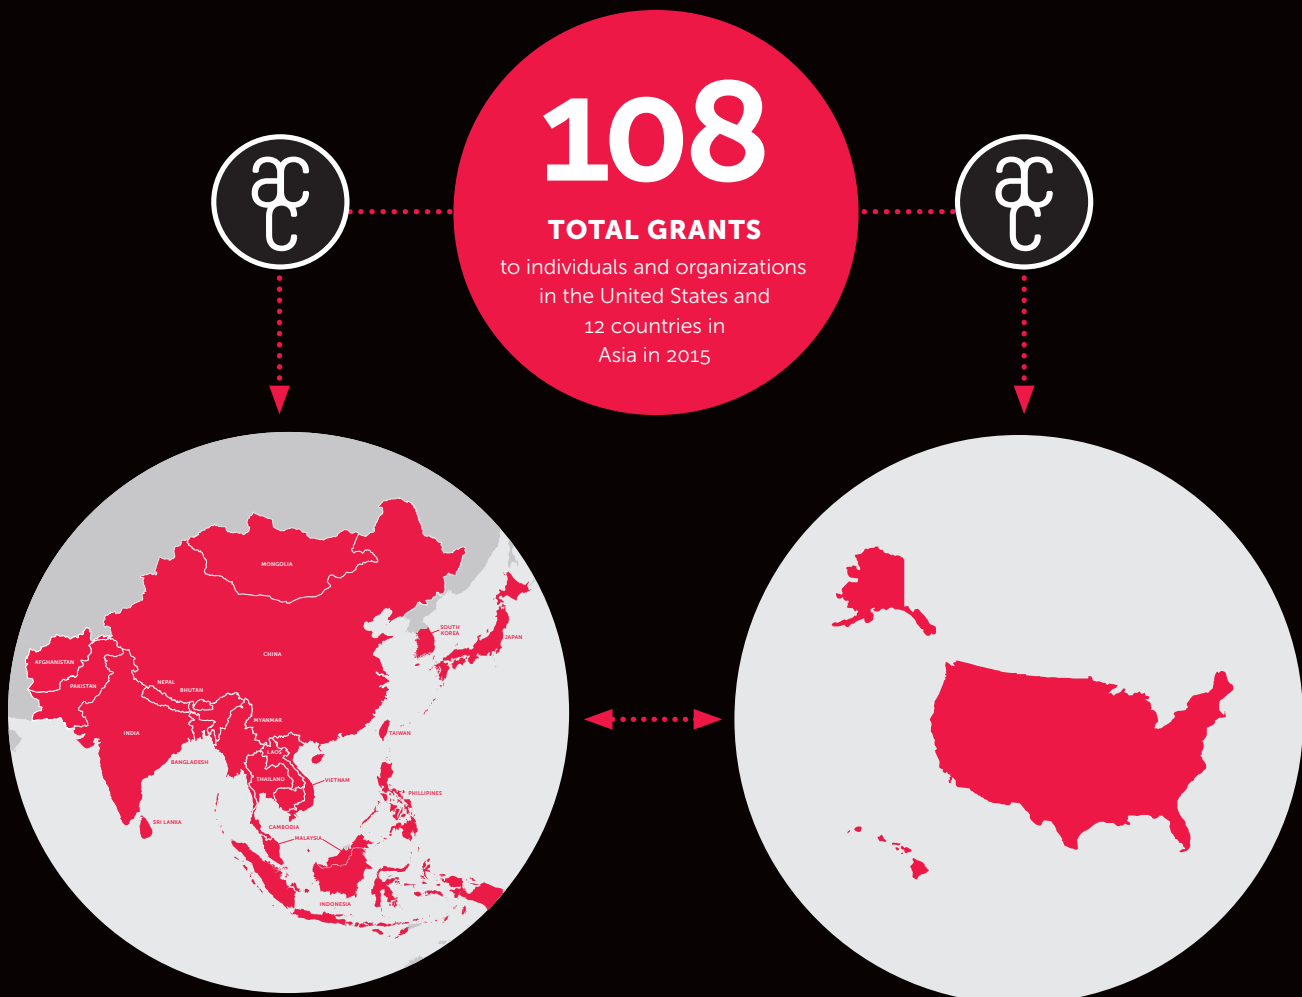 108
TOTAL GRANTS
to individuals and organizations
in the United States and
12 countries in
Asia in 2015
acc
acc
MONGOLIA
SOUTH
KOREA
JAPAN
CHINA
AFGHANISTAN
PAKISTAN
NEPAL
BHUTAN
MYANMAR
INDIA
TAIWAN
LAOS
BANGLADESH
THAILAND
VIETNAM
PHILLIPINES
SRI LANKA
CAMBODIA
MALAYSIA
INDONESIA